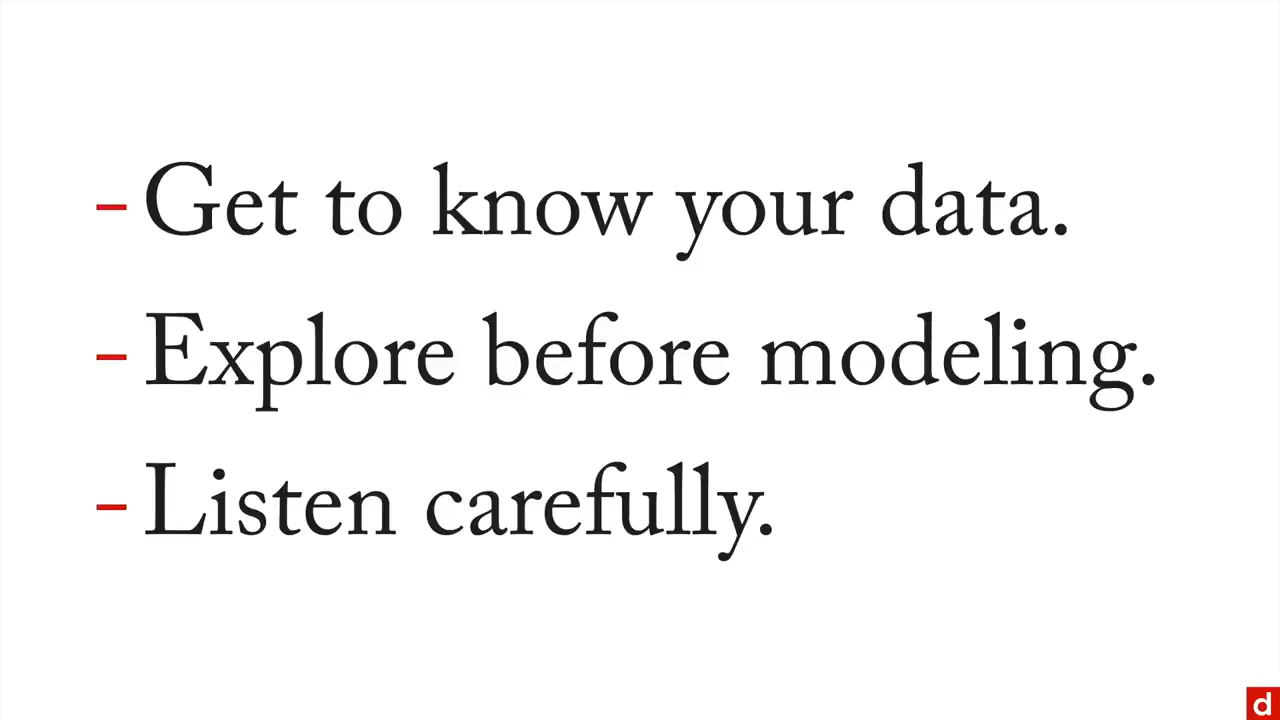 - Get to know your data.
- Explore before modeling.
- Listen carefully.
d